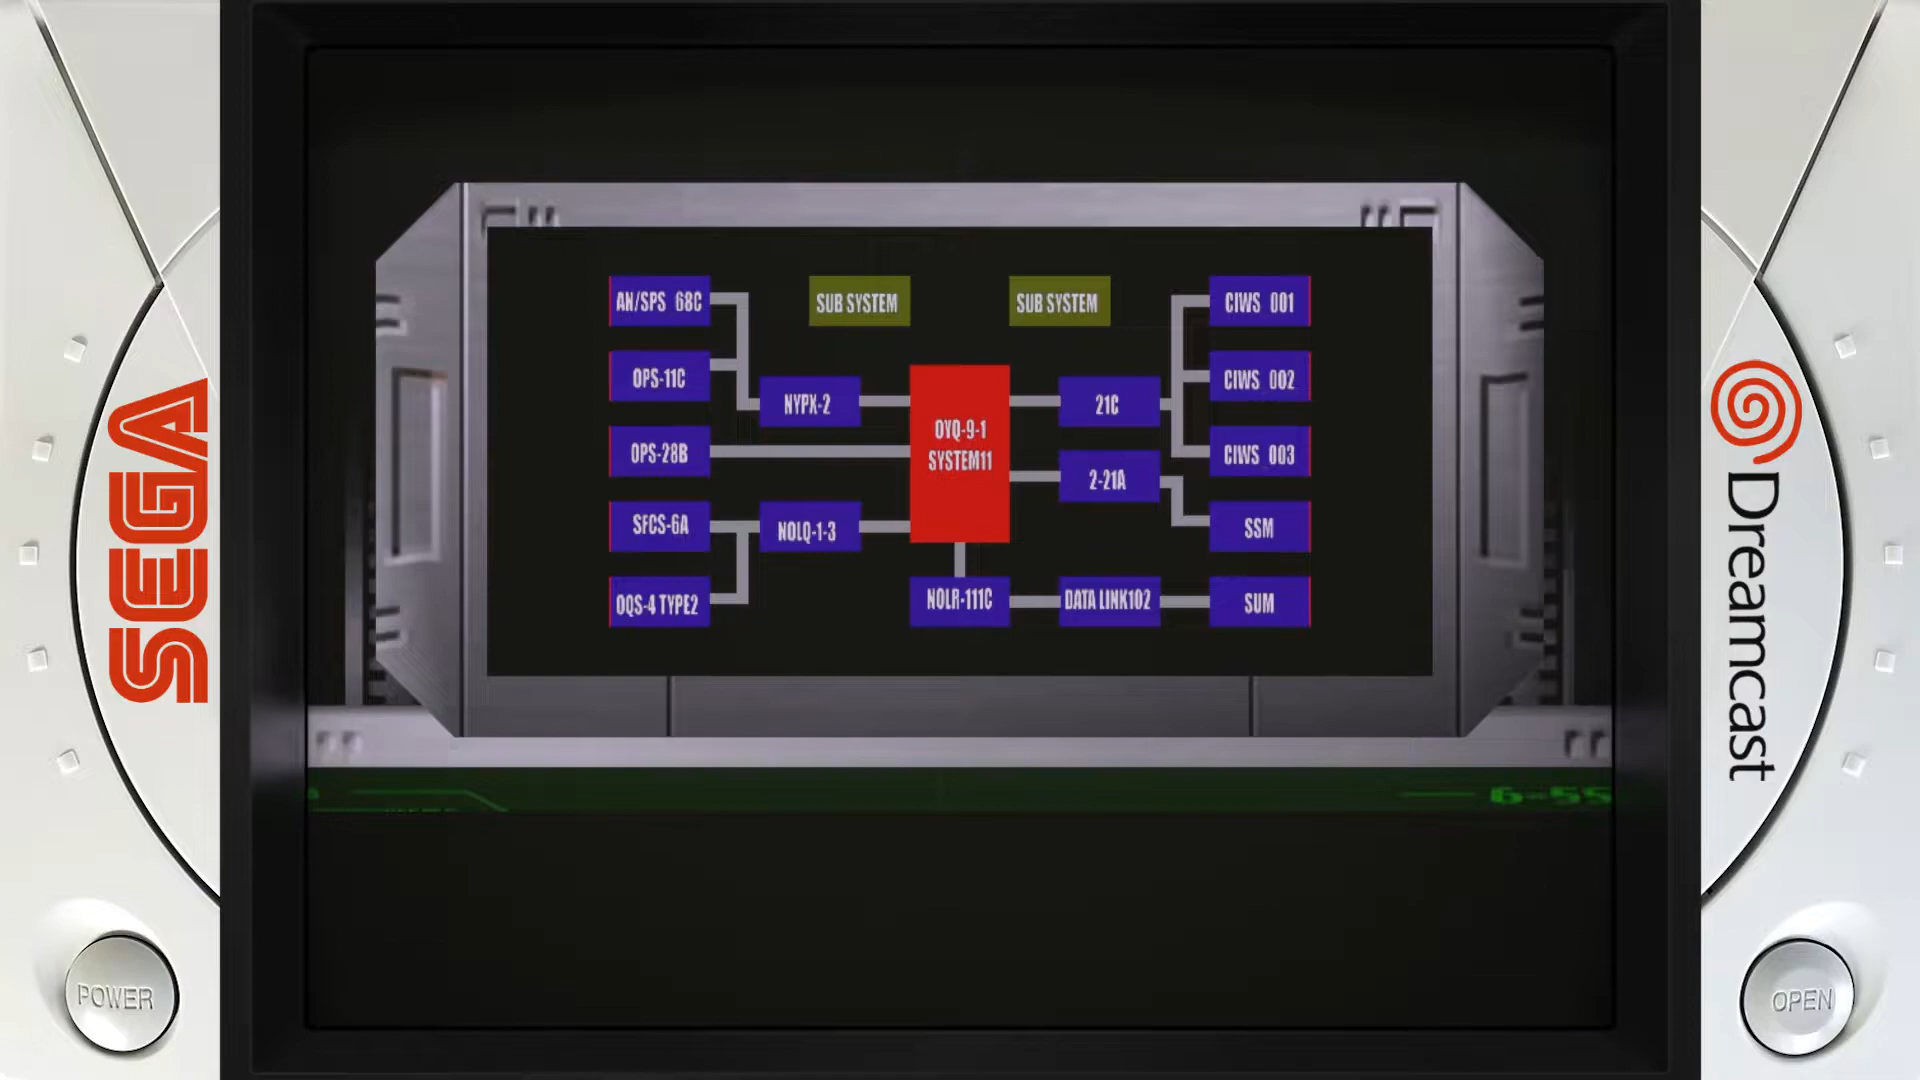 SEGA
AN/SPS 68C
SUB SYSTEM
SUB SYSTEM
CIWS 001
OPS-11C
CIWS 002
NYPX-2
21C
OPS-28B
OYQ-9-1
SYSTEM11
CIWS 003
2-21A
SFCS-6A
NOLQ-1-3
SSM
OQS-4 TYPE2
NOLR-111C
DATA LINK102
SUM
Dreamcast
6-55
POWER
OPEN